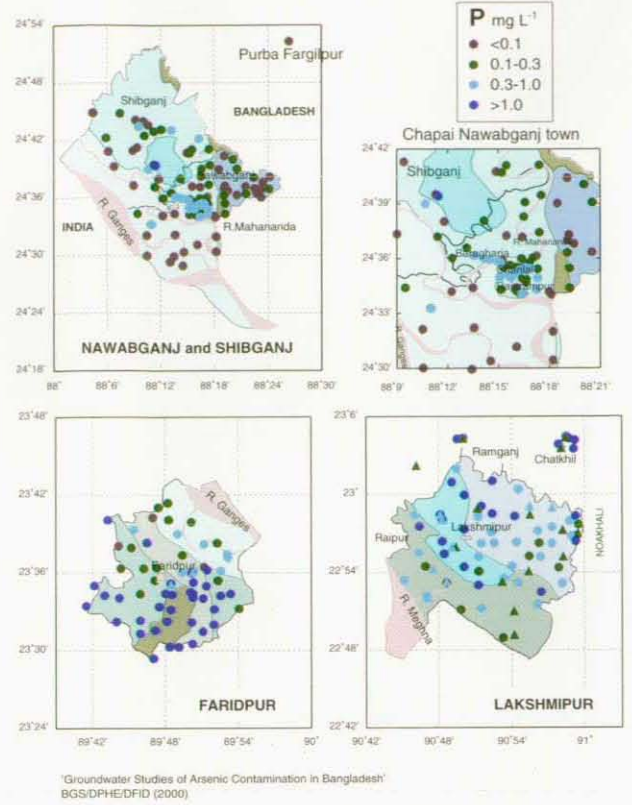 P mg L⁻¹
<0.1
0.1-0.3
0.3-1.0
>1.0
24˚54'
24˚48'
24˚42'
24˚36'
24˚30'
24˚24'
24˚18'
Purba Fargilpur
Shibganj
BANGLADESH
Nawabganj
R. Ganges
INDIA
R.Mahananda
NAWABGANJ and SHIBGANJ
88˚
88˚6'
88˚12'
88˚18'
88˚24'
88˚30'
Chapai Nawabganj town
24˚42'
24˚39'
24˚36'
24˚33'
24˚30'
Shibganj
R. Mahananda
R. Ganges
88˚9'
88˚12'
88˚15'
88˚18'
88˚21'
23˚48'
23˚42'
23˚36'
23˚30'
23˚24'
R. Ganges
Faridpur
FARIDPUR
89˚42'
89˚48'
89˚54'
90˚
23˚6'
23˚
22˚54'
22˚48'
22˚42'
Ramganj
Chatkhil
Lakshmipur
Raipur
NOAKHALI
R. Meghna
LAKSHMIPUR
90˚42'
90˚48'
90˚54'
91˚
'Groundwater Studies of Arsenic Contamination in Bangladesh'
BGS/DPHE/DFID (2000)